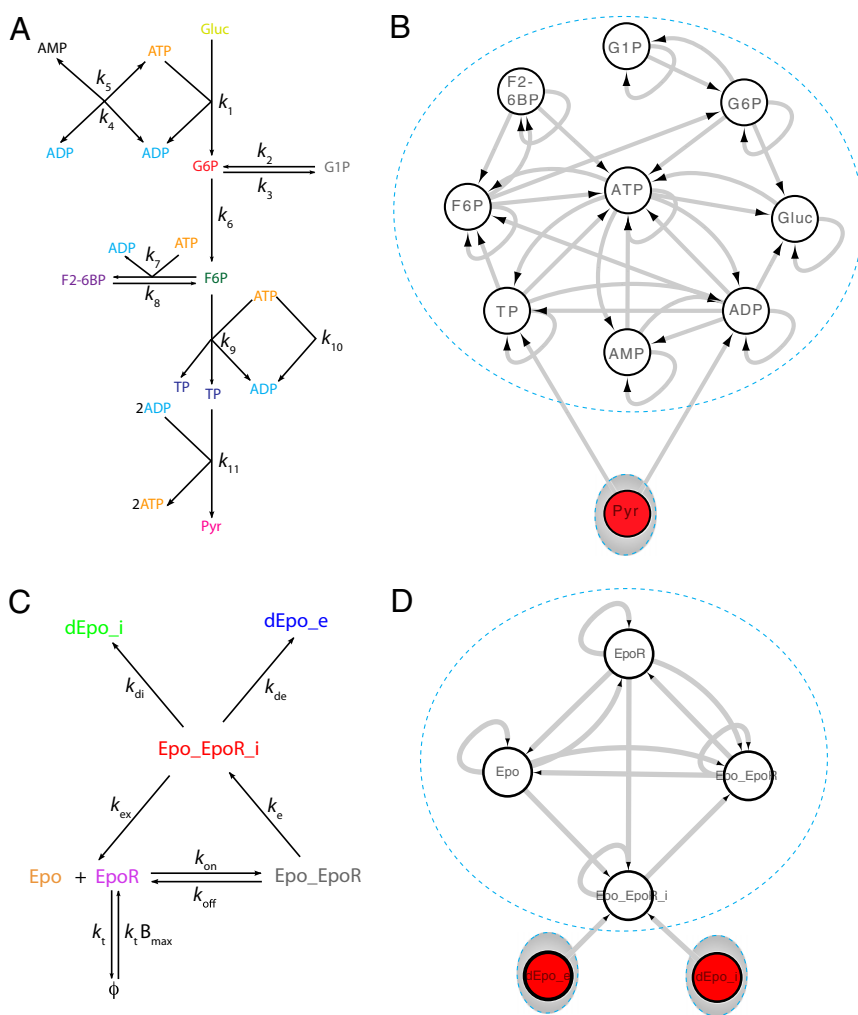 A
Gluc
AMP
ATP
k5
k4
k1
ADP
ADP
G6P
k2
k3
G1P
k6
ADP
k7
ATP
F2-6BP
k8
F6P
ATP
k9
k10
TP
TP
ADP
2ADP
k11
2ATP
Pyr
B
G1P
F2-
6BP
G6P
ATP
F6P
Gluc
TP
ADP
AMP
Pyr
C
dEpo_i
dEpo_e
kdi
kde
Epo_EpoR_i
kex
ke
Epo + EpoR
kon
koff
Epo_EpoR
kt
ktBmax
ϕ
D
EpoR
Epo
Epo_EpoR
Epo_EpoR_i
dEpo_e
dEpo_i